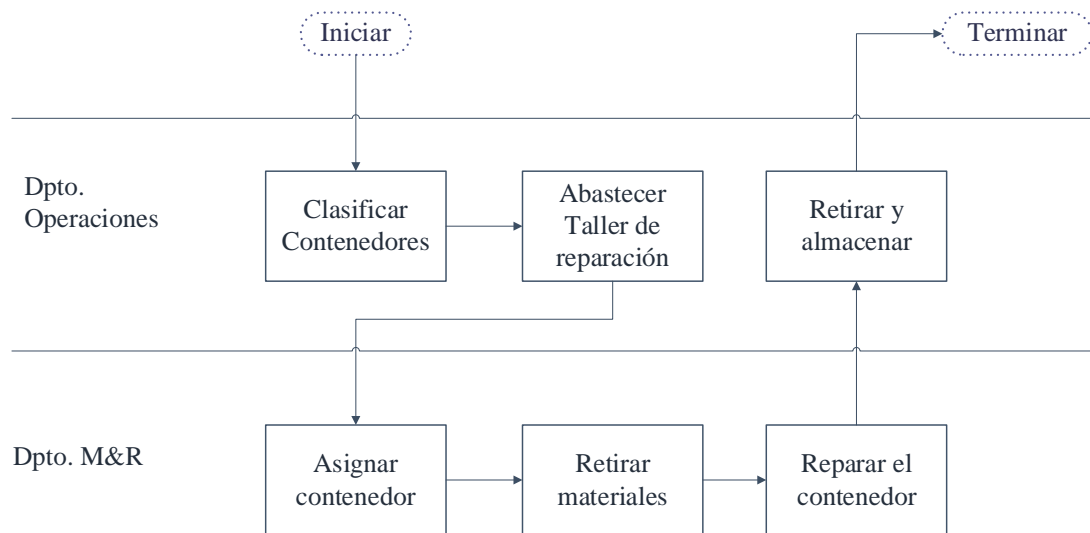 Iniciar
Terminar
Dpto.
Operaciones
Clasificar
Contenedores
Abastecer
Taller de
reparación
Retirar y
almacenar
Dpto. M&R
Asignar
contenedor
Retirar
materiales
Reparar el
contenedor